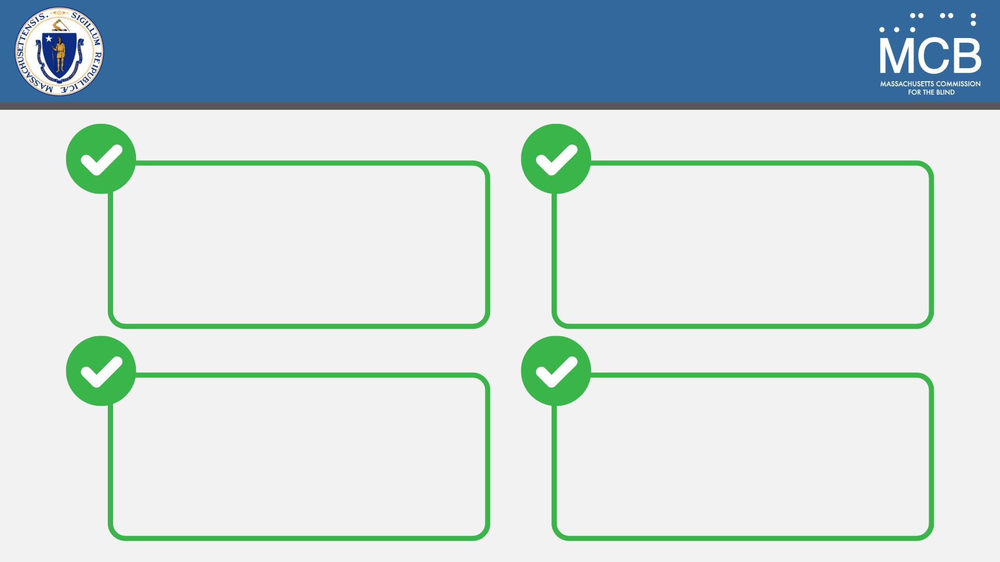 SIGILLUM REIPUBLICÆ MASSACHUSETTENSIS.
MCB
MASSACHUSETTS COMMISSION
FOR THE BLIND